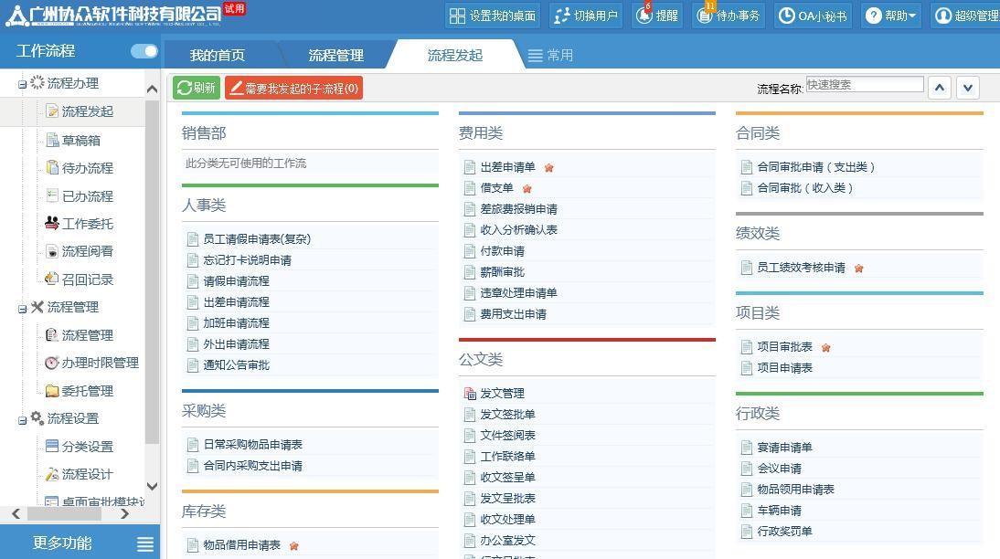 广州协众软件科技有限公司 试用
设置我的桌面 切换用户 6 提醒 11 待办事务 OA小秘书 帮助 超级管理
工作流程
我的首页 流程管理 流程发起 常用
刷新 需要我发起的子流程(0) 流程名称: 快速搜索
流程办理
流程发起
草稿箱
待办流程
已办流程
工作委托
流程阅看
召回记录
流程管理
流程管理
办理时限管理
委托管理
流程设置
分类设置
流程设计
桌面审批模块
更多功能
销售部
此分类无可使用的工作流
人事类
员工请假申请表(复杂)
忘记打卡说明申请
请假申请流程
出差申请流程
加班申请流程
外出申请流程
通知公告审批
采购类
日常采购物品申请表
合同内采购支出申请
库存类
物品借用申请表
费用类
出差申请单
借支单
差旅费报销申请
收入分析确认表
付款申请
薪酬审批
违章处理申请单
费用支出申请
公文类
发文管理
发文签批单
文件签阅表
工作联络单
收文签呈单
发文呈批表
收文处理单
办公室发文
合同类
合同审批申请（支出类）
合同审批（收入类）
绩效类
员工绩效考核申请
项目类
项目审批表
项目申请表
行政类
宴请申请单
会议申请
物品领用申请表
车辆申请
行政奖罚单